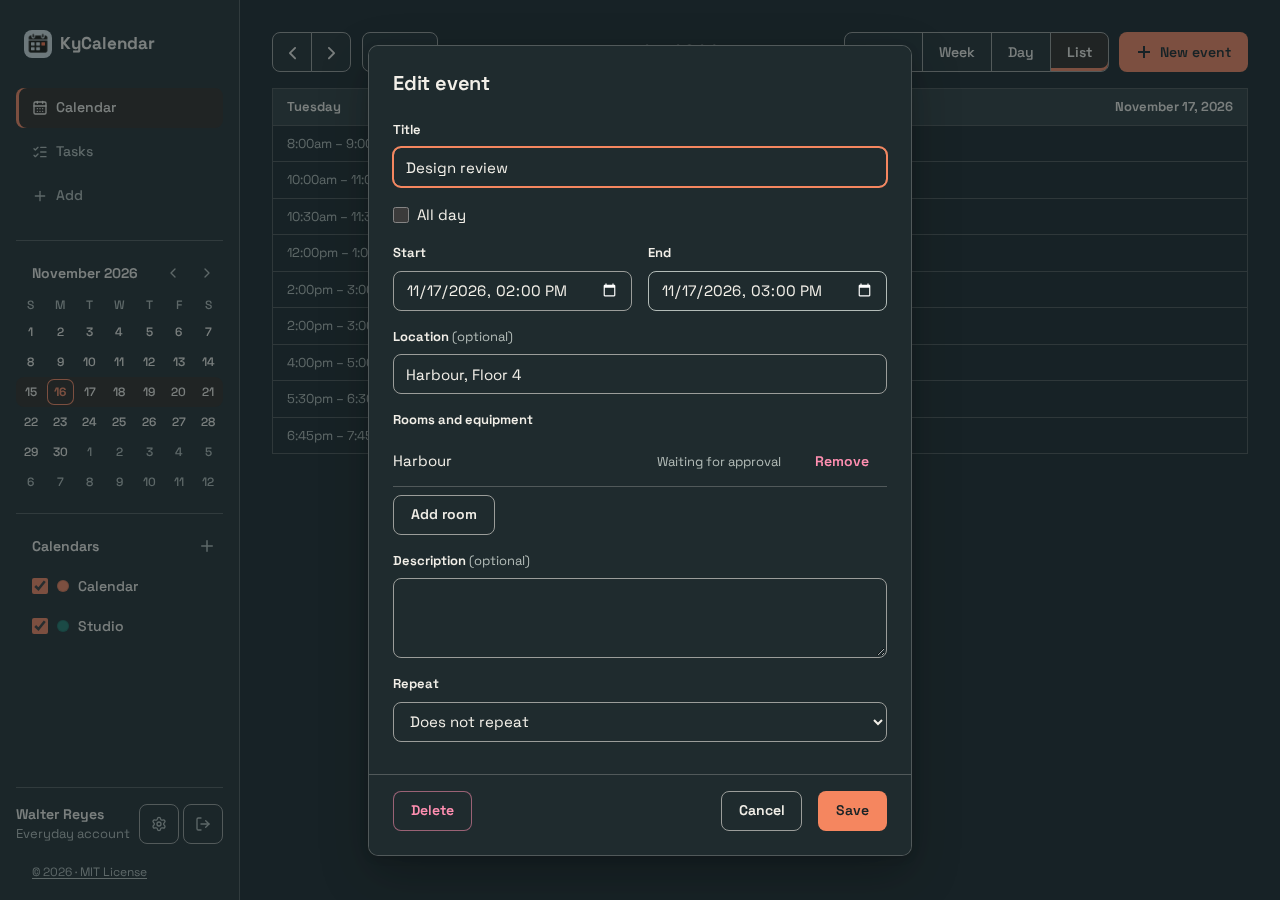 KyCalendar
Calendar
Tasks
Add
November 2026
S M T W T F S
1 2 3 4 5 6 7
8 9 10 11 12 13 14
15 16 17 18 19 20 21
22 23 24 25 26 27 28
29 30 1 2 3 4 5
6 7 8 9 10 11 12
Calendars
Calendar
Studio
Walter Reyes
Everyday account
© 2026 · MIT License
Week Day List New event
Tuesday November 17, 2026
8:00am – 9:00
10:00am – 11:0
10:30am – 11:3
12:00pm – 1:0
2:00pm – 3:00
2:00pm – 3:00
4:00pm – 5:00
5:30pm – 6:30
6:45pm – 7:45
Edit event
Title
Design review
All day
Start End
11/17/2026, 02:00 PM 11/17/2026, 03:00 PM
Location (optional)
Harbour, Floor 4
Rooms and equipment
Harbour Waiting for approval Remove
Add room
Description (optional)
Repeat
Does not repeat
Delete Cancel Save